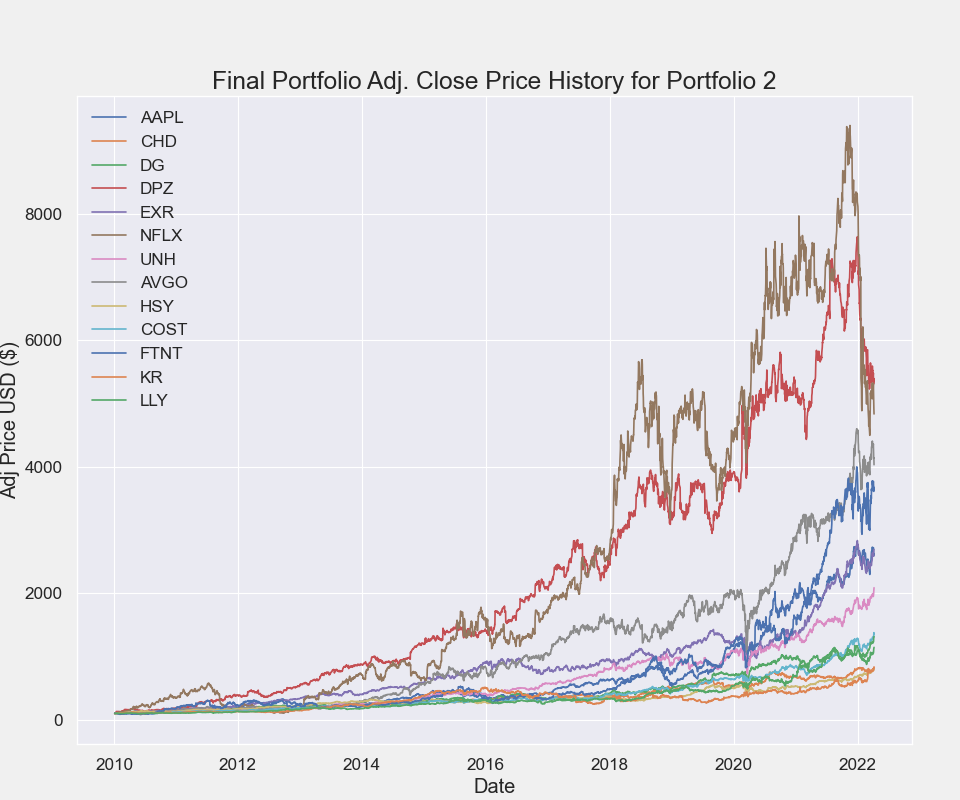 Final Portfolio Adj. Close Price History for Portfolio 2
AAPL
CHD
DG
DPZ
EXR
NFLX
UNH
AVGO
HSY
COST
FTNT
KR
LLY
Adj Price USD ($)
8000
6000
4000
2000
0
2010 2012 2014 2016 2018 2020 2022
Date